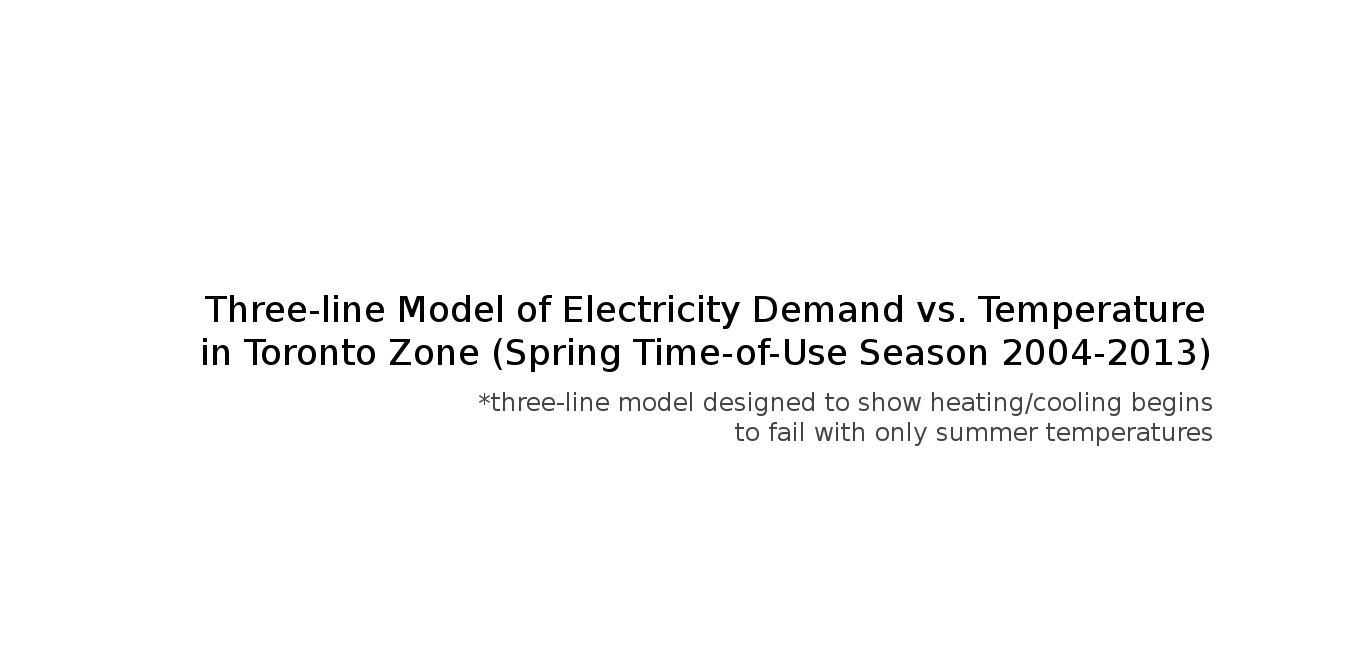 Three-line Model of Electricity Demand vs. Temperature
in Toronto Zone (Spring Time-of-Use Season 2004-2013)
*three-line model designed to show heating/cooling begins
to fail with only summer temperatures